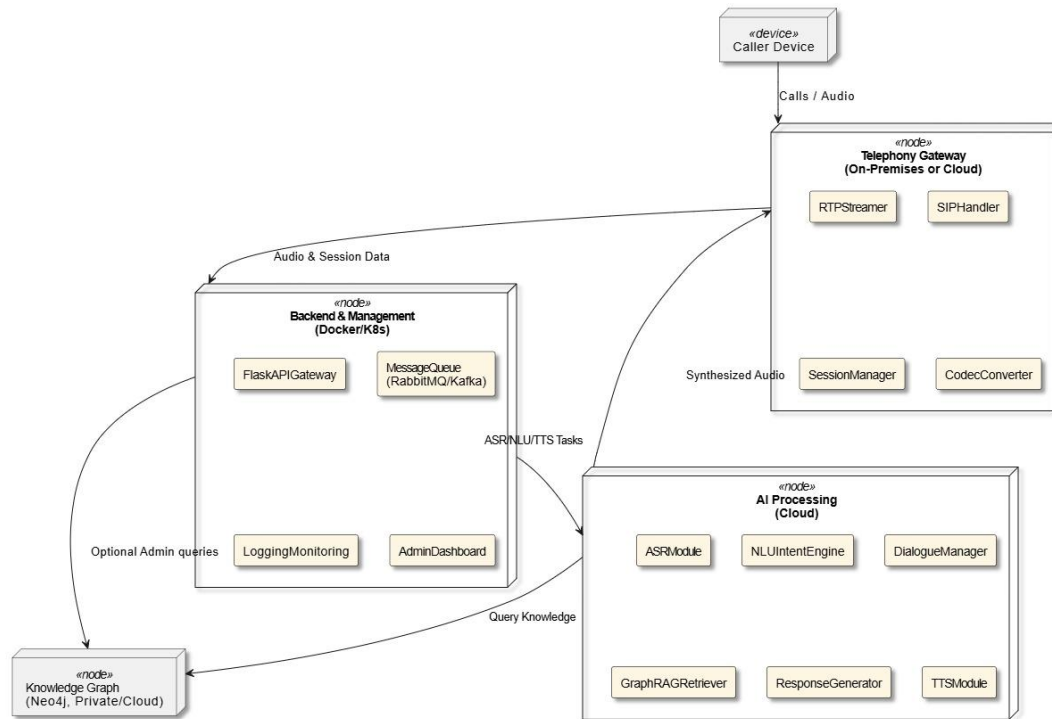 «device»
Caller Device
Calls / Audio
«node»
Telephony Gateway
(On-Premises or Cloud)
RTPStreamer
SIPHandler
Audio & Session Data
«node»
Backend & Management
(Docker/K8s)
FlaskAPIGateway
MessageQueue
(RabbitMQ/Kafka)
Synthesized Audio
SessionManager
CodecConverter
ASR/NLU/TTS Tasks
«node»
AI Processing
(Cloud)
Optional Admin queries
LoggingMonitoring
AdminDashboard
ASRModule
NLUIntentEngine
DialogueManager
Query Knowledge
«node»
Knowledge Graph
(Neo4j, Private/Cloud)
GraphRAGRetriever
ResponseGenerator
TTSModule